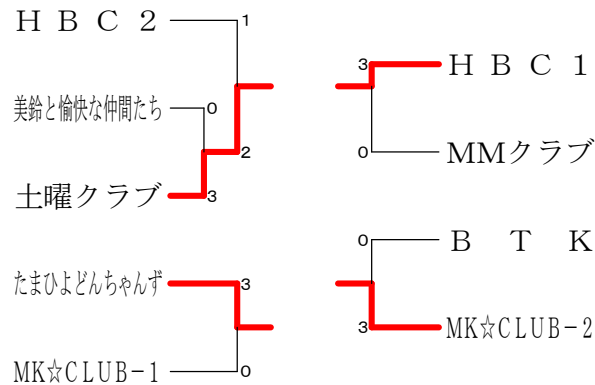 ＨＢＣ２
1
3
ＨＢＣ１
美鈴と愉快な仲間たち
0
2
0
MMクラブ
土曜クラブ
3
0
ＢＴＫ
たまひよどんちゃんず
3
3
MK☆CLUB−2
MK☆CLUB−1
0